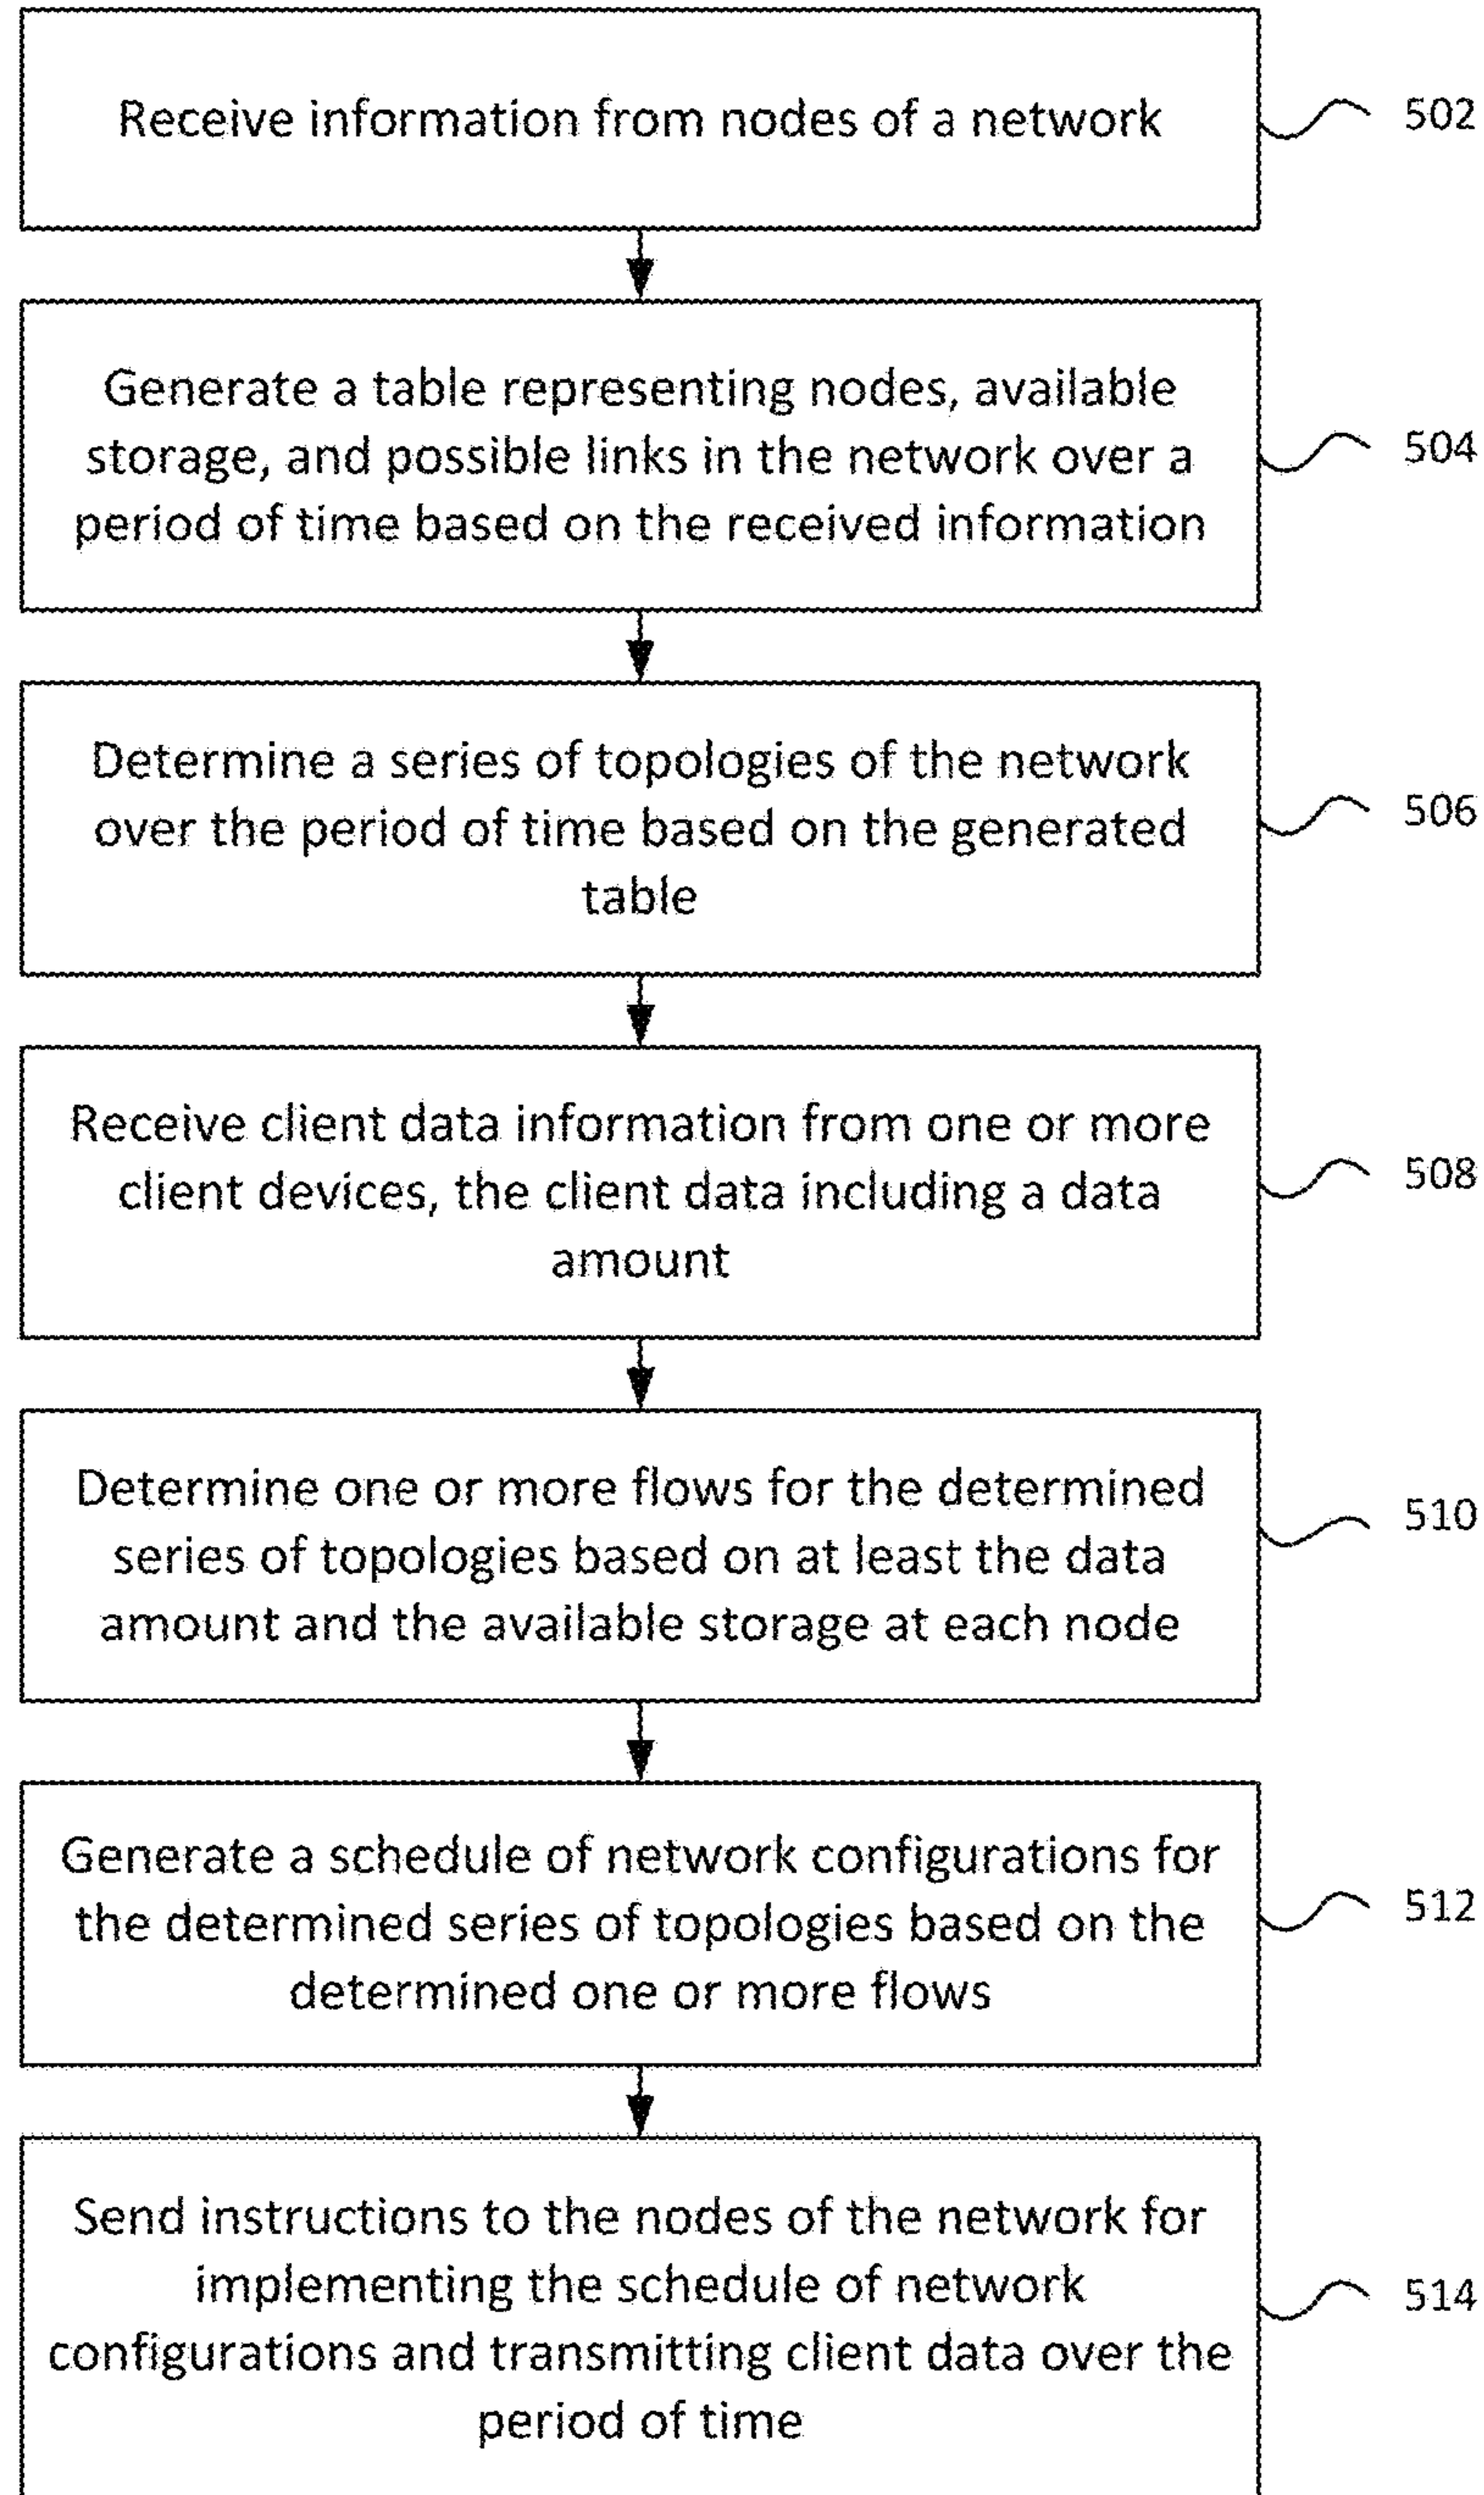 Receive information from nodes of a network
502
Generate a table representing nodes, available
storage, and possible links in the network over a
period of time based on the received information
504
Determine a series of topologies of the network
over the period of time based on the generated
table
506
Receive client data information from one or more
client devices, the client data including a data
amount
508
Determine one or more flows for the determined
series of topologies based on at least the data
amount and the available storage at each node
510
Generate a schedule of network configurations for
the determined series of topologies based on the
determined one or more flows
512
Send instructions to the nodes of the network for
implementing the schedule of network
configurations and transmitting client data over the
period of time
514